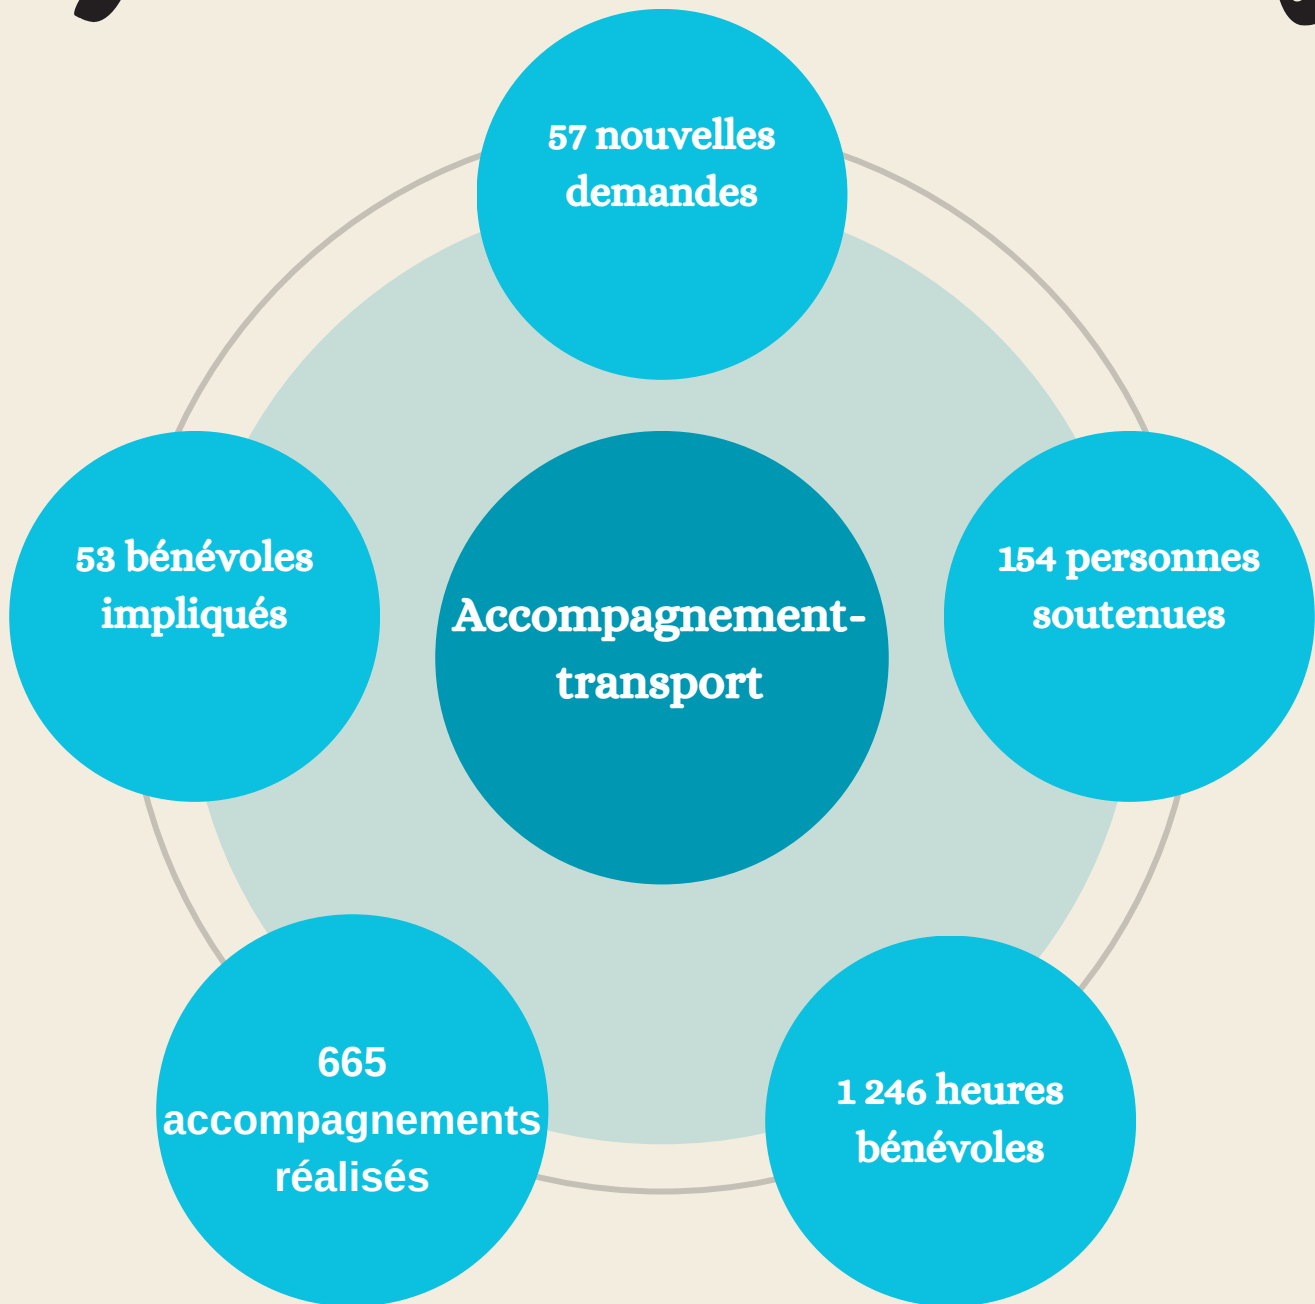 57 nouvelles
demandes
53 bénévoles
impliqués
154 personnes
soutenues
Accompagnement-
transport
665
accompagnements
réalisés
1 246 heures
bénévoles